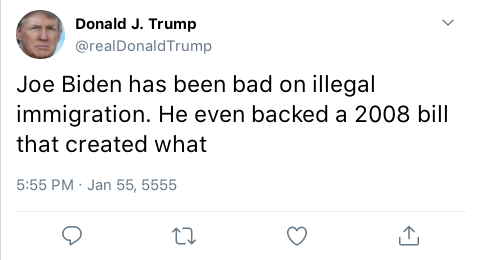 Donald J. Trump
@realDonaldTrump
Joe Biden has been bad on illegal
immigration. He even backed a 2008 bill
that created what
5:55 PM · Jan 55, 5555